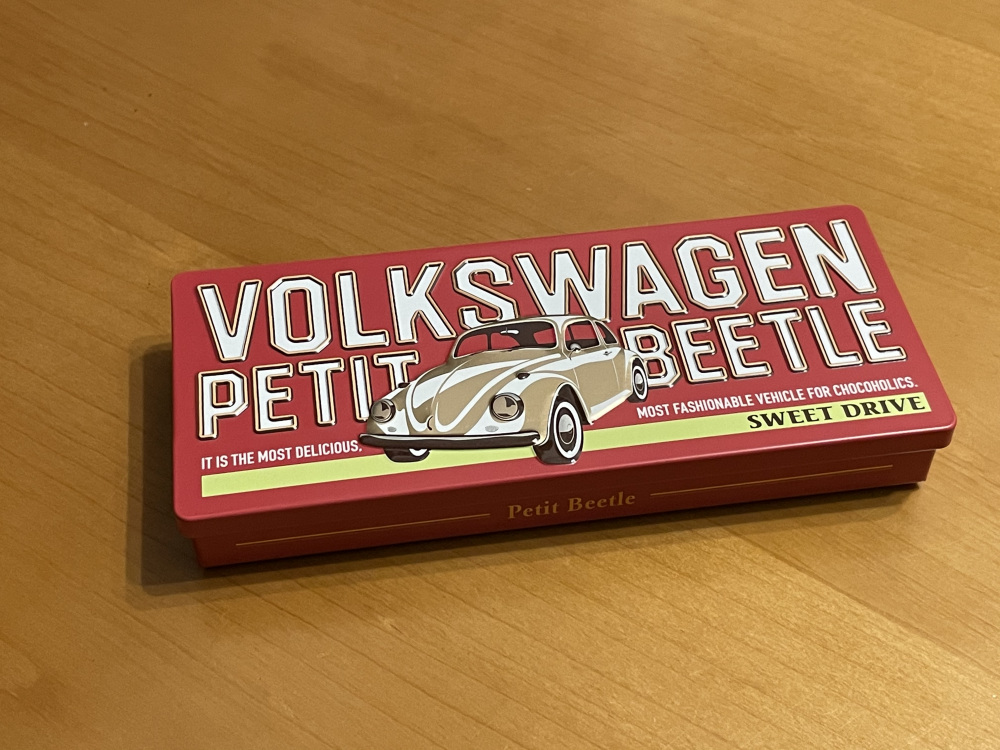 VOLKSWAGEN
PETIT BEETLE
IT IS THE MOST DELICIOUS.
MOST FASHIONABLE VEHICLE FOR CHOCOHOLICS.
SWEET DRIVE
Petit Beetle